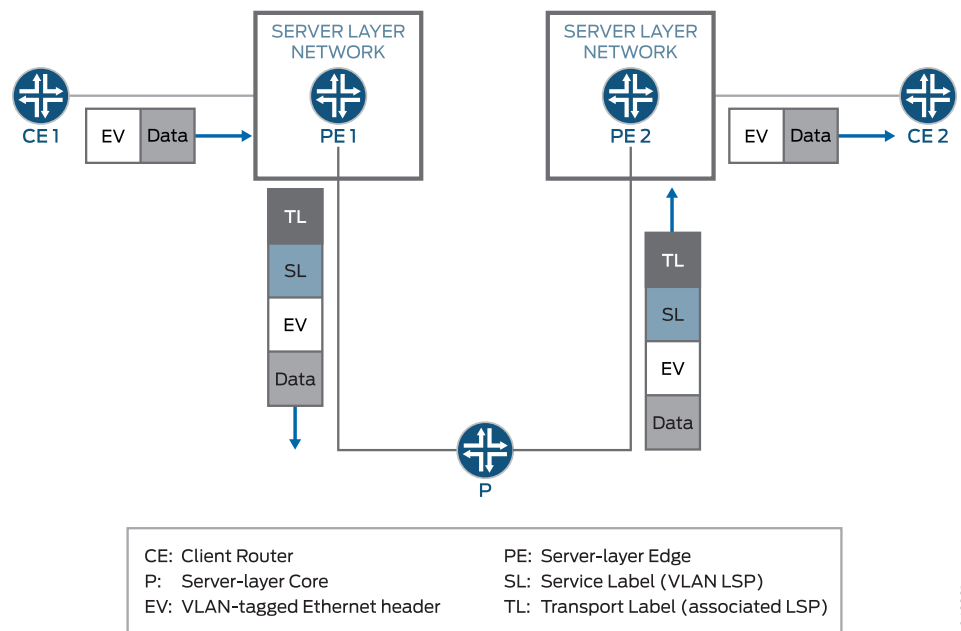 SERVER LAYER
NETWORK
SERVER LAYER
NETWORK
CE 1
EV
Data
PE 1
PE 2
EV
Data
CE 2
TL
SL
EV
Data
TL
SL
EV
Data
P
CE: Client Router
P: Server-layer Core
EV: VLAN-tagged Ethernet header
PE: Server-layer Edge
SL: Service Label (VLAN LSP)
TL: Transport Label (associated LSP)